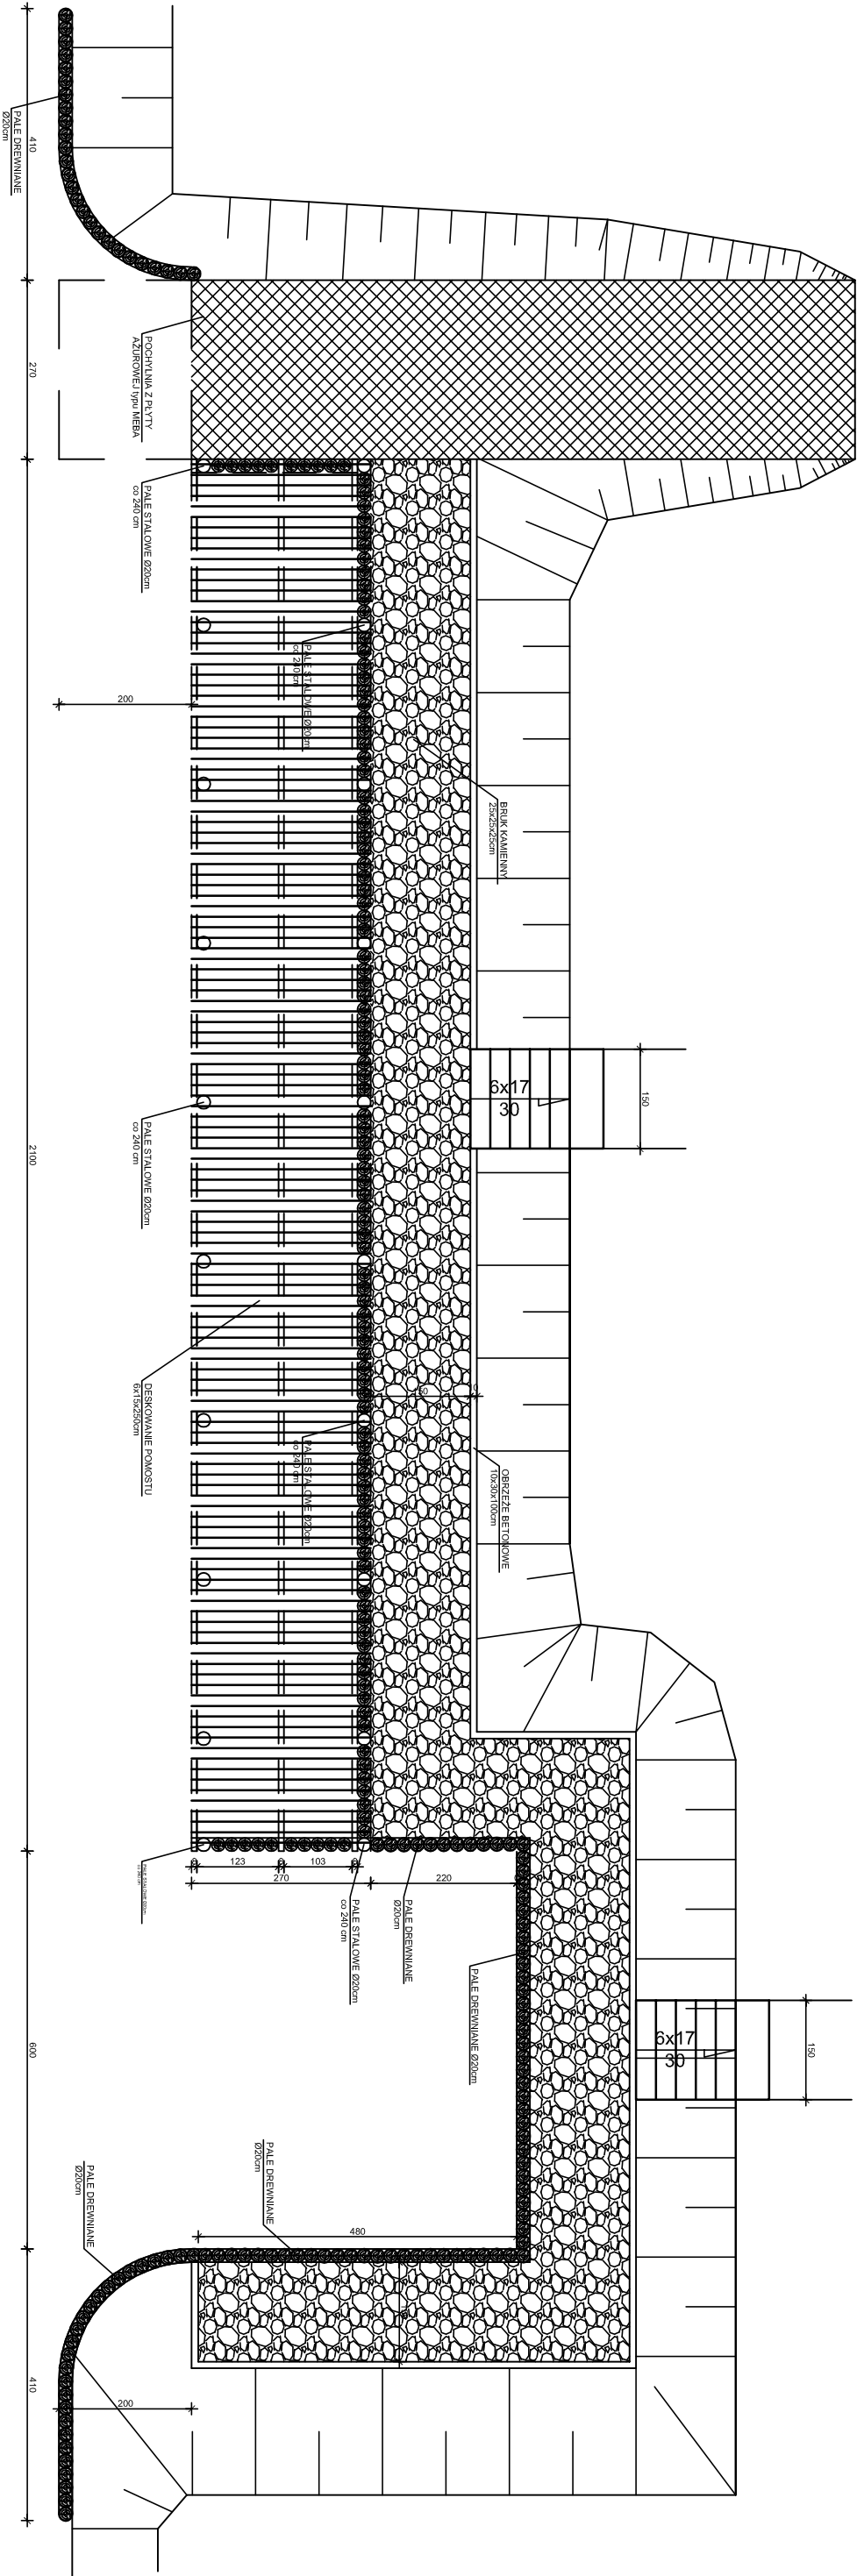 410
PALE DREWNIANE
Ø20cm
270
POCHYLNIA Z PŁYTY
AŻUROWEJ typu MEBA
PALE STALOWE Ø20cm
co 240 cm
200
PALE STALOWE Ø20cm
co 240 cm
BRUK KAMIENNY
25x25x25cm
150
6x17
30
2100
PALE STALOWE Ø20cm
co 240 cm
DESKOWANIE POMOSTU
6x15x250cm
PALE STALOWE Ø20cm
co 240 cm
OBRZEŻE BETONOWE
10x30x100cm
123
103
270
220
PALE STALOWE Ø20cm
co 240 cm
PALE DREWNIANE
Ø20cm
PALE DREWNIANE Ø20cm
150
6x17
30
600
PALE DREWNIANE
Ø20cm
480
PALE DREWNIANE
Ø20cm
200
410